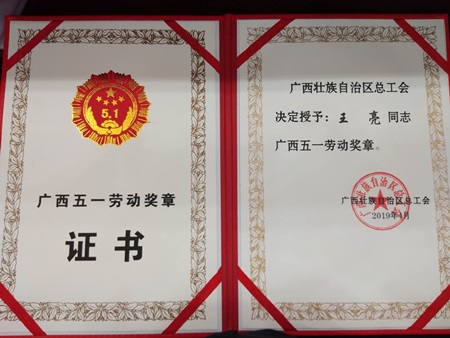 5.1
广西五一劳动奖章
证书
广西壮族自治区总工会
决定授予：王 亮 同志
广西五一劳动奖章。
广西壮族自治区总工会
广西壮族自治区总工会
2019年4月